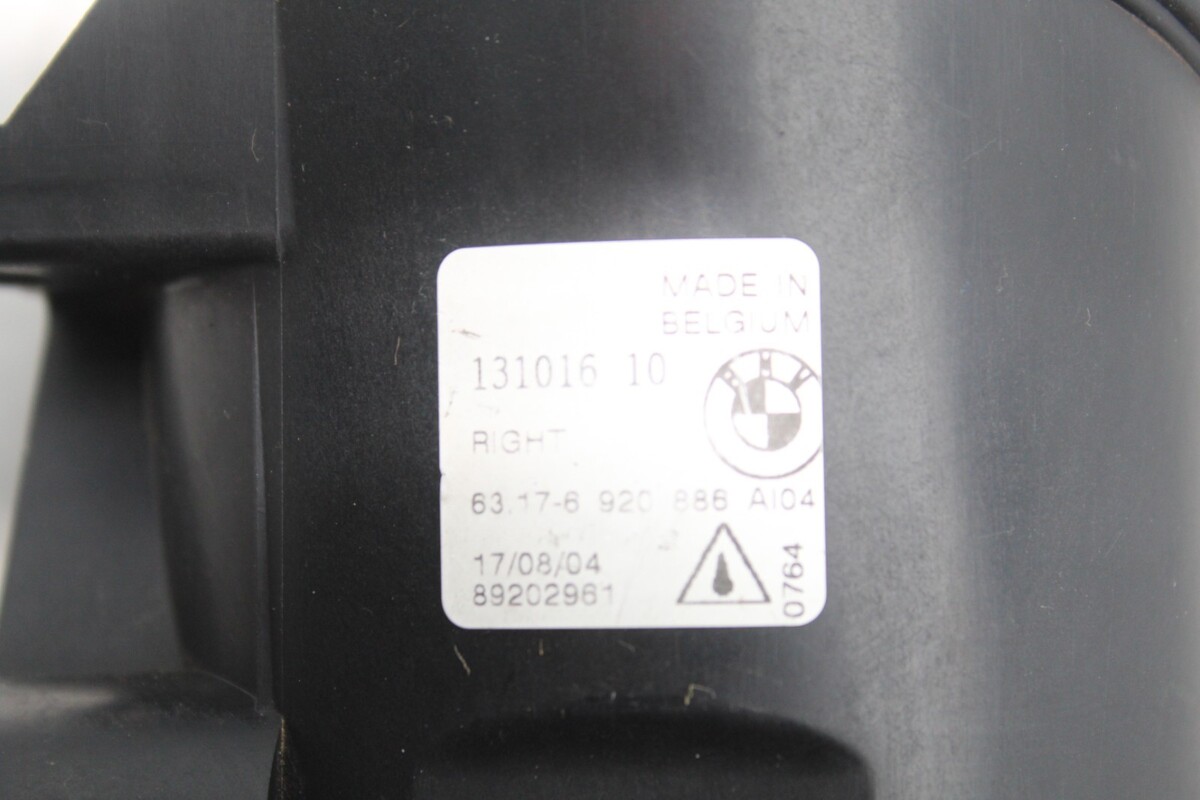 MADE IN
BELGIUM
131016 10
RIGHT
63.17-6 920 886 AI04
17/08/04
89202961
0764